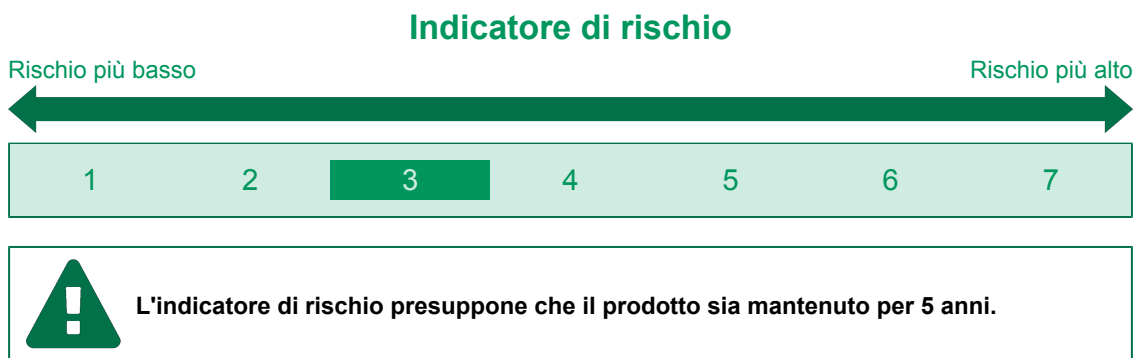 Indicatore di rischio
Rischio più basso Rischio più alto
1 2 3 4 5 6 7
L'indicatore di rischio presuppone che il prodotto sia mantenuto per 5 anni.